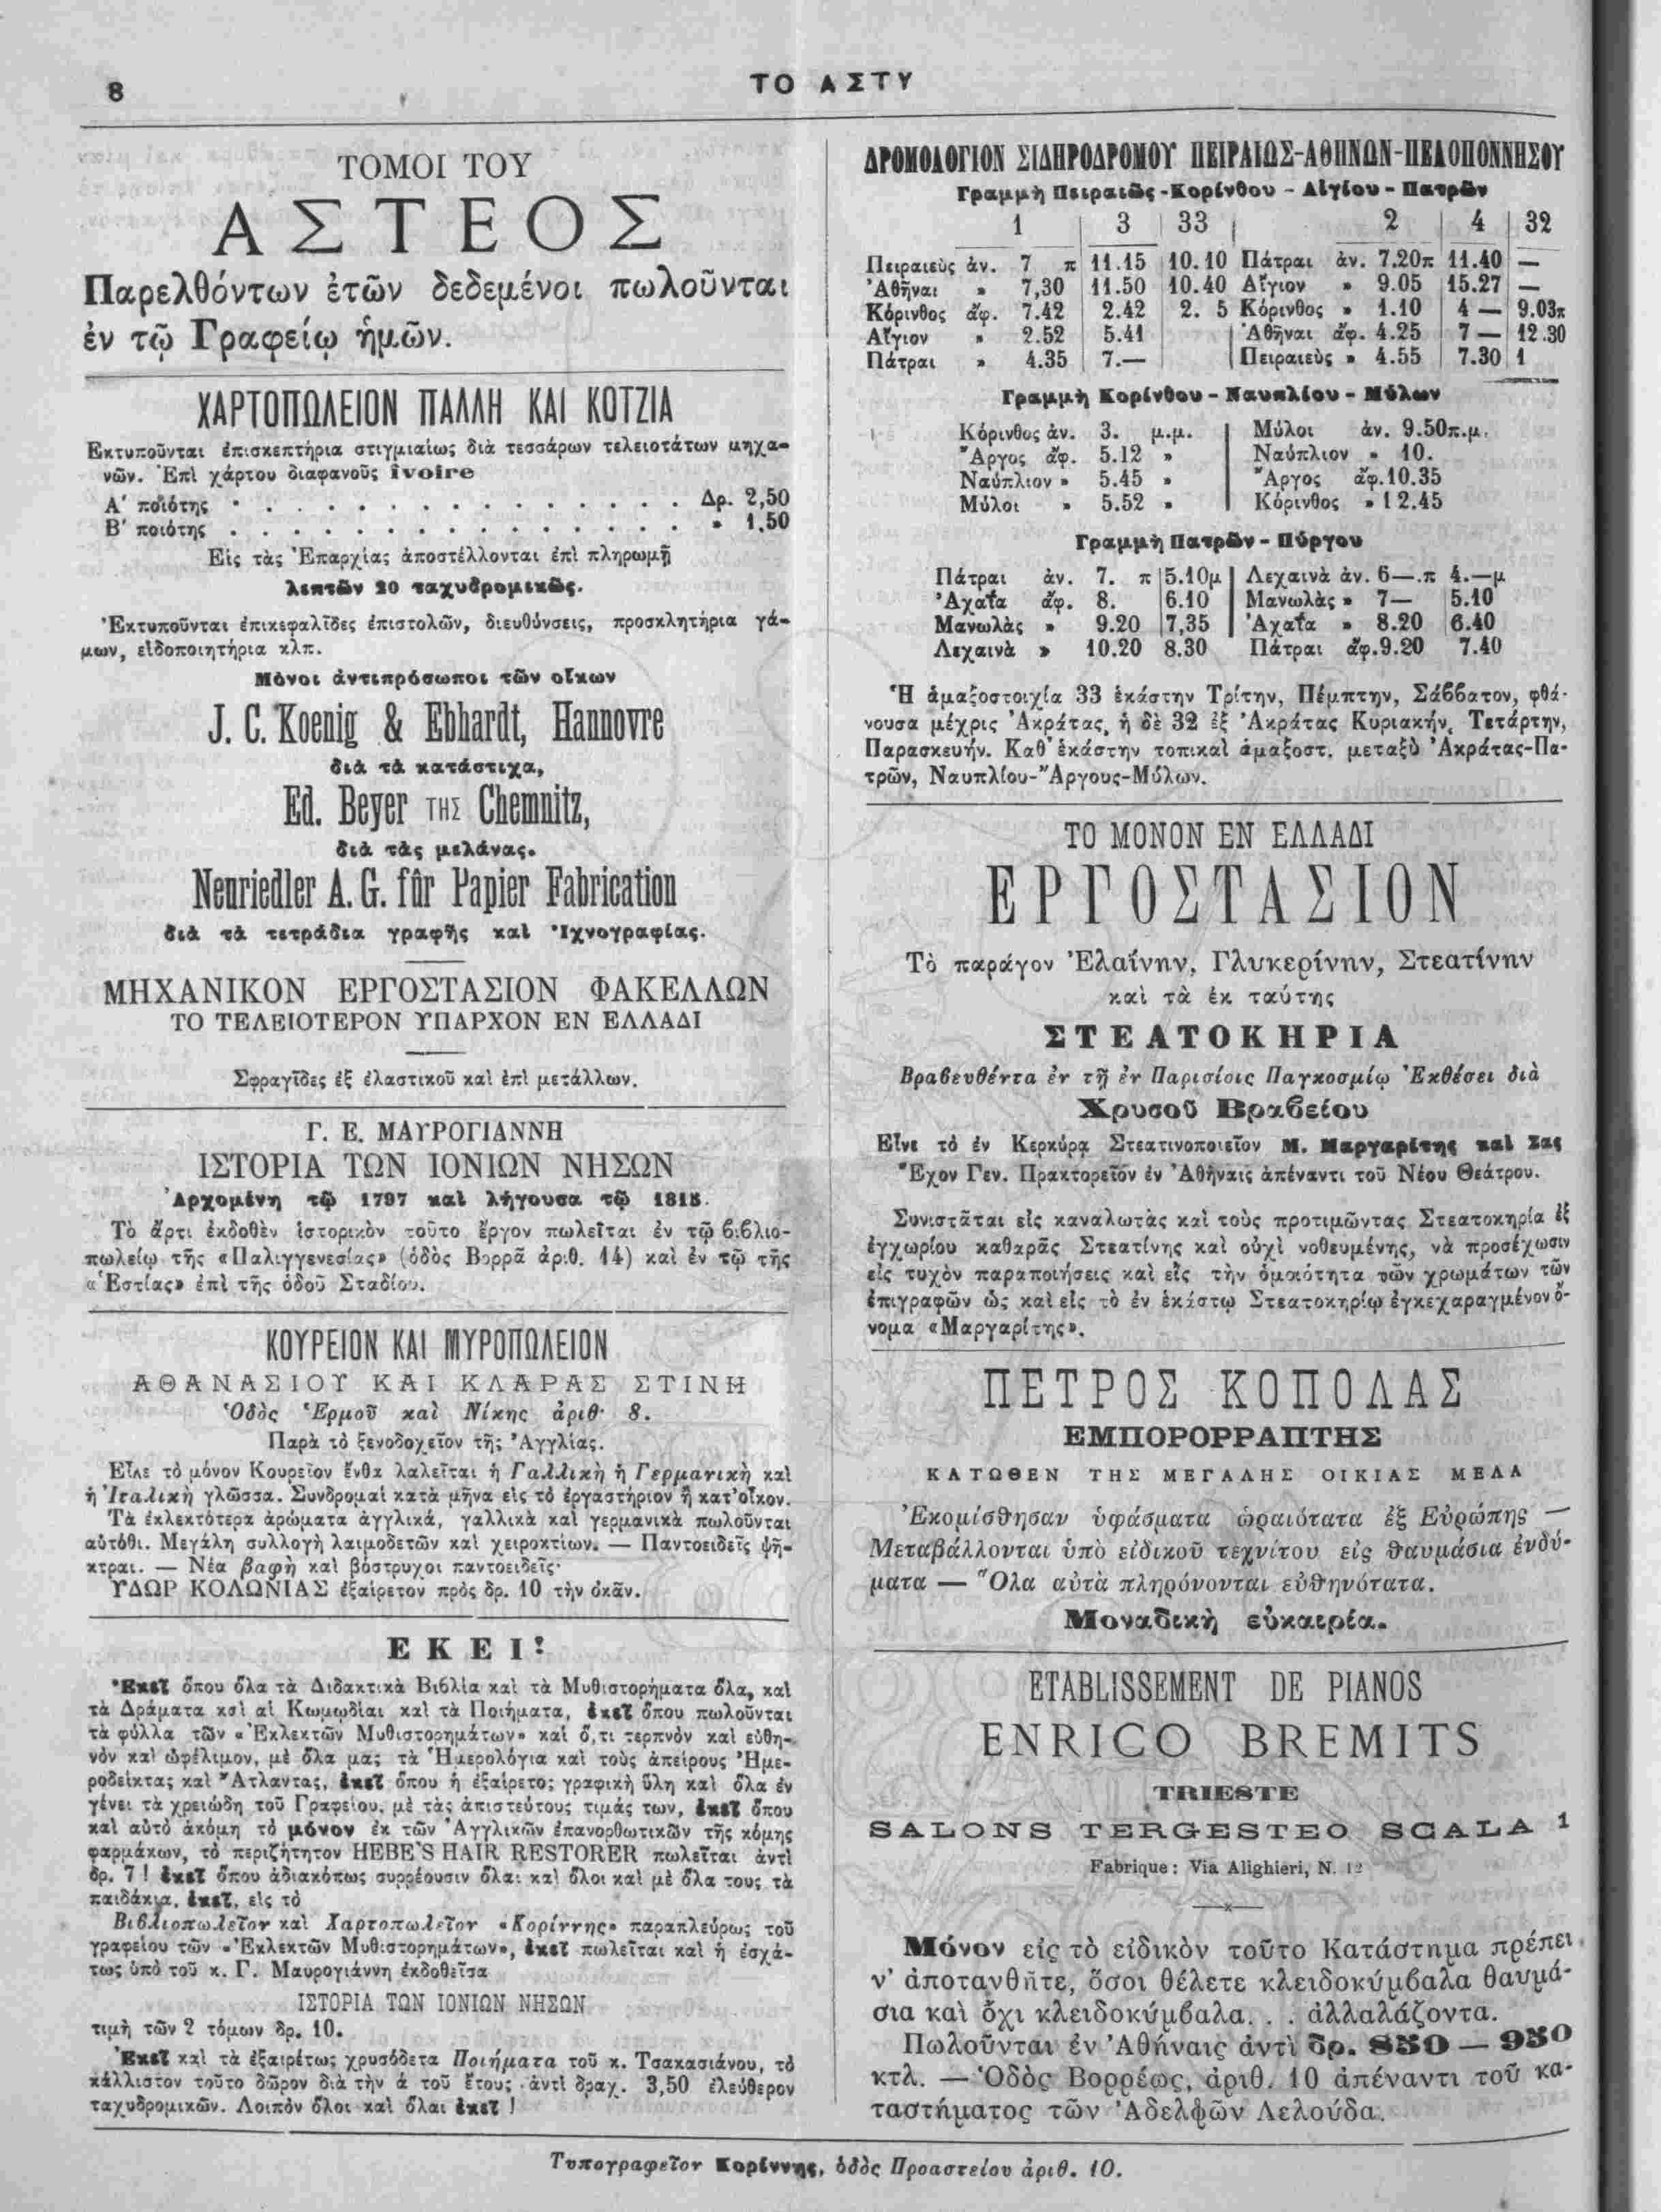 8
ΤΟ ΑΣΤΥ
ΤΟΜΟΙ ΤΟΥ
ΑΣΤΕΟΣ
Παρελθόντων ἐτῶν δεδεμένοι πωλοῦνται
ἐν τῷ Γραφείῳ ἡμῶν.
ΧΑΡΤΟΠΩΛΕΙΟΝ ΠΑΛΛΗ ΚΑΙ ΚΟΤΖΙΑ
Εκτυποῦνται ἐπισκεπτήρια στιγμιαίως διὰ τεσσάρων τελειοτάτων μηχα-
νῶν. Ἐπὶ χάρτου διαφανοῦς ivoire
Α′ ποιότης . . . . . . . . . . . . . . . Δρ. 2,50
Β′ ποιότης . . . . . . . . . . . . . . . » 1.50
Εἰς τὰς Ἐπαρχίας ἀποστέλλονται ἐπὶ πληρωμῇ
λεπτῶν 20 ταχυδρομικῶς.
Ἐκτυποῦνται ἐπικεφαλῖδες ἐπιστολῶν, διευθύνσεις, προσκλητήρια γά-
μων, εἰδοποιητήρια κλπ.
Μόνοι ἀντιπρόσωποι τῶν οἴκων
J. C. Koenig & Ebhardt, Hannovre
διὰ τὰ κατάστιχα,
Ed. Beyer ΤΗΣ Chemnitz,
διὰ τὰς μελάνας.
Neuriedler A. G. fûr Papier Fabrication
διὰ τὰ τετράδια γραφῆς καὶ Ἰχνογραφίας.
ΜΗΧΑΝΙΚΟΝ ΕΡΓΟΣΤΑΣΙΟΝ ΦΑΚΕΛΛΩΝ
ΤΟ ΤΕΛΕΙΟΤΕΡΟΝ ΥΠΑΡΧΟΝ ΕΝ ΕΛΛΑΔΙ
Σφραγῖδες ἐξ ἐλαστικοῦ καὶ ἐπὶ μετάλλων.
Γ. Ε. ΜΑΥΡΟΓΙΑΝΝΗ
ΙΣΤΟΡΙΑ ΤΩΝ ΙΟΝΙΩΝ ΝΗΣΩΝ
Ἀρχομένη τῷ 1797 καὶ λήγουσα τῷ 1815.
Τὸ ἄρτι ἐκδοθὲν ἱστορικὸν τοῦτο ἔργον πωλεῖται ἐν τῷ βιβλιο-
πωλείῳ τῆς «Παλιγγενεσίας» (ὁδὸς Βορρᾶ ἀριθ. 14) καὶ ἐν τῷ τῆς
«Ἑστίας» ἐπὶ τῆς ὁδοῦ Σταδίου.
ΚΟΥΡΕΙΟΝ ΚΑΙ ΜΥΡΟΠΩΛΕΙΟΝ
ΑΘΑΝΑΣΙΟΥ ΚΑΙ ΚΛΑΡΑΣ ΣΤΙΝΗ
Ὁδὸς Ἑρμοῦ καὶ Νίκης ἀριθ· 8.
Παρὰ τὸ ξενοδοχεῖον τῆς Ἀγγλίας.
Εἶνε τὸ μόνον Κουρεῖον ἔνθα λαλεῖται ἡ Γαλλικὴ ἡ Γερμανικὴ καὶ
ἡ Ἰταλικὴ γλῶσσα. Συνδρομαὶ κατὰ μῆνα εἰς τὸ ἐργαστήριον ἢ κατ' οἶκον.
Τὰ ἐκλεκτότερα ἀρώματα ἀγγλικά, γαλλικὰ καὶ γερμανικὰ πωλοῦνται
αὐτόθι. Μεγάλη συλλογὴ λαιμοδετῶν καὶ χειροκτίων. — Παντοειδεῖς ψῆ-
κτραι. — Νέα βαφὴ καὶ βόστρυχοι παντοειδεῖς·
ΥΔΩΡ ΚΟΛΩΝΙΑΣ ἐξαίρετον πρὸς δρ. 10 τὴν ὀκᾶν.
ΕΚΕΙ!
Ἐκεῖ ὅπου ὅλα τὰ Διδακτικὰ Βιβλία καὶ τὰ Μυθιστορήματα ὅλα, καὶ
τὰ Δράματα καὶ αἱ Κωμῳδίαι καὶ τὰ Ποιήματα, ἐκεῖ ὅπου πωλοῦνται
τὰ φύλλα τῶν «Ἐκλεκτῶν Μυθιστορημάτων» καὶ ὅ,τι τερπνὸν καὶ εὐθη-
νὸν καὶ ὠφέλιμον, μὲ ὅλα μας τὰ Ἡμερολόγια καὶ τοὺς ἀπείρους Ἡμε-
ροδείκτας καὶ Ἄτλαντας, ἐκεῖ ὅπου ἡ ἐξαίρετος γραφικὴ ὕλη καὶ ὅλα ἐν
γένει τὰ χρειώδη τοῦ Γραφείου, μὲ τὰς ἀπιστεύτους τιμάς των, ἐκεῖ ὅπου
καὶ αὐτὸ ἀκόμη τὸ μόνον ἐκ τῶν Ἀγγλικῶν ἐπανορθωτικῶν τῆς κόμης
φαρμάκων, τὸ περιζήτητον HEBE'S HAIR RESTORER πωλεῖται ἀντὶ
δρ. 7! ἐκεῖ ὅπου ἀδιακόπως συρρέουσιν ὅλαι καὶ ὅλοι καὶ μὲ ὅλα τους τὰ
παιδάκια, ἐκεῖ, εἰς τὸ
Βιβλιοπωλεῖον καὶ Χαρτοπωλεῖον «Κορίννης» παραπλεύρως τοῦ
γραφείου τῶν «Ἐκλεκτῶν Μυθιστορημάτων», ἐκεῖ πωλεῖται καὶ ἡ ἐσχά-
τως ὑπὸ τοῦ κ. Γ. Μαυρογιάννη ἐκδοθεῖσα
ΙΣΤΟΡΙΑ ΤΩΝ ΙΟΝΙΩΝ ΝΗΣΩΝ
τιμὴ τῶν 2 τόμων δρ. 10.
Ἐκεῖ καὶ τὰ ἐξαιρέτως χρυσόδετα Ποιήματα τοῦ κ. Τσακασιάνου, τὸ
κάλλιστον τοῦτο δῶρον διὰ τὴν ά τοῦ ἔτους ἀντὶ δραχ. 3,50 ἐλεύθερον
ταχυδρομικῶν. Λοιπὸν ὅλοι καὶ ὅλαι ἐκεῖ!
ΔΡΟΜΟΛΟΓΙΟΝ ΣΙΔΗΡΟΔΡΟΜΟΥ ΠΕΙΡΑΙΩΣ-ΑΘΗΝΩΝ-ΠΕΛΟΠΟΝΝΗΣΟΥ
Γραμμὴ Πειραιῶς - Κορίνθου - Αἰγίου - Πατρῶν
1 3 33 2 4 32
Πειραιεὺς ἀν. 7 π 11.15 10.10 Πάτραι ἀν. 7.20π 11.40 —
Ἀθῆναι » 7,30 11.50 10.40 Αἴγιον » 9.05 15.27 —
Κόρινθος ἄφ. 7.42 2.42 2. 5 Κόρινθος » 1.10 4 — 9.03π
Αἴγιον » 2.52 5.41 Ἀθῆναι ἄφ. 4.25 7 — 12.30
Πάτραι » 4.35 7.— Πειραιεὺς » 4.55 7.30 1
Γραμμὴ Κορίνθου - Ναυπλίου - Μύλων
Κόρινθος ἀν. 3. μ.μ. Μύλοι ἀν. 9.50π.μ.
Ἄργος ἄφ. 5.12 » Ναύπλιον » 10.
Ναύπλιον » 5.45 » Ἄργος ἄφ. 10.35
Μύλοι » 5.52 » Κόρινθος » 12.45
Γραμμὴ Πατρῶν - Πύργου
Πάτραι ἀν. 7. π 5.10μ Λεχαινὰ ἀν. 6—.π 4.—μ
Ἀχαΐα ἄφ. 8. 6.10 Μανωλὰς » 7— 5.10
Μανωλὰς » 9.20 7,35 Ἀχαΐα » 8.20 6.40
Λεχαινὰ » 10.20 8.30 Πάτραι ἄφ. 9.20 7.40
Ἡ ἁμαξοστοιχία 33 ἑκάστην Τρίτην, Πέμπτην, Σάββατον, φθά-
νουσα μέχρις Ἀκράτας, ἡ δὲ 32 ἐξ Ἀκράτας Κυριακήν, Τετάρτην,
Παρασκευήν. Καθ' ἑκάστην τοπικαὶ ἁμαξοστ. μεταξὺ Ἀκράτας-Πα-
τρῶν, Ναυπλίου-Ἄργους-Μύλων.
ΤΟ ΜΟΝΟΝ ΕΝ ΕΛΛΑΔΙ
ΕΡΓΟΣΤΑΣΙΟΝ
Τὸ παράγον Ἐλαΐνην, Γλυκερίνην, Στεατίνην
καὶ τὰ ἐκ ταύτης
ΣΤΕΑΤΟΚΗΡΙΑ
Βραβευθέντα ἐν τῇ ἐν Παρισίοις Παγκοσμίῳ Ἐκθέσει διὰ
Χρυσοῦ Βραβείου
Εἶνε τὸ ἐν Κερκύρᾳ Στεατινοποιεῖον Μ. Μαργαρίτης καὶ Σας
Ἔχον Γεν. Πρακτορεῖον ἐν Ἀθήναις ἀπέναντι τοῦ Νέου Θεάτρου.
Συνιστᾶται εἰς καναλωτὰς καὶ τοὺς προτιμῶντας Στεατοκηρία ἐξ
ἐγχωρίου καθαρᾶς Στεατίνης καὶ οὐχὶ νοθευμένης, νὰ προσέχωσιν
εἰς τυχὸν παραποιήσεις καὶ εἰς τὴν ὁμοιότητα τῶν χρωμάτων τῶν
ἐπιγραφῶν ὡς καὶ εἰς τὸ ἐν ἑκάστῳ Στεατοκηρίῳ ἐγκεχαραγμένον ὄ-
νομα «Μαργαρίτης».
ΠΕΤΡΟΣ ΚΟΠΟΛΑΣ
ΕΜΠΟΡΟΡΡΑΠΤΗΣ
ΚΑΤΩΘΕΝ ΤΗΣ ΜΕΓΑΛΗΣ ΟΙΚΙΑΣ ΜΕΛΑ
Ἐκομίσθησαν ὑφάσματα ὡραιότατα ἐξ Εὐρώπης —
Μεταβάλλονται ὑπὸ εἰδικοῦ τεχνίτου εἰς θαυμάσια ἐνδύ-
ματα — Ὅλα αὐτὰ πληρόνονται εὐθηνότατα.
Μοναδικὴ εὐκαιρία.
ETABLISSEMENT DE PIANOS
ENRICO BREMITS
TRIESTE
SALONS TERGESTEO SCALA 1
Fabrique: Via Alighieri, N. 12
Μόνον εἰς τὸ εἰδικὸν τοῦτο Κατάστημα πρέπει
ν' ἀποτανθῆτε, ὅσοι θέλετε κλειδοκύμβαλα θαυμά-
σια καὶ ὄχι κλειδοκύμβαλα. . . ἀλλαλάζοντα.
Πωλοῦνται ἐν Ἀθήναις ἀντὶ δρ. 850 — 950
κτλ. — Ὁδὸς Βορρέως, ἀριθ. 10 ἀπέναντι τοῦ κα-
ταστήματος τῶν Ἀδελφῶν Λελούδα.
Τυπογραφεῖον Κορίννης, ὁδὸς Προαστείου ἀριθ. 10.